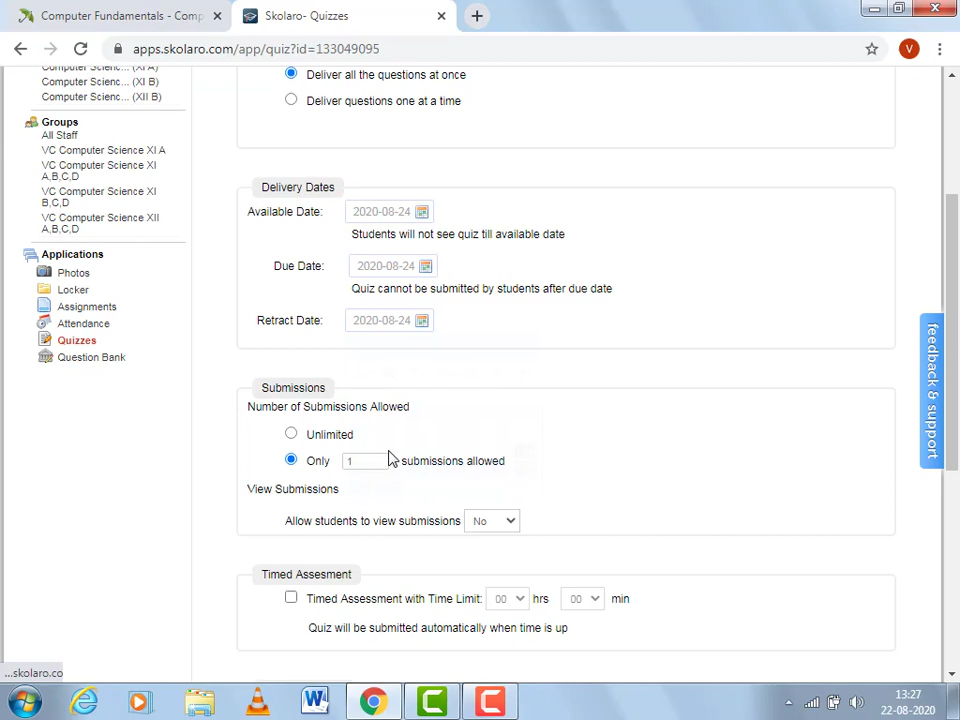 Computer Fundamentals - Comp
Skolaro- Quizzes
apps.skolaro.com/app/quiz?id=133049095
V
Computer Scienc... (XI A)
Computer Scienc... (XI B)
Computer Scienc... (XII B)
Groups
All Staff
VC Computer Science XI A
VC Computer Science XI
A,B,C,D
VC Computer Science XI
B,C,D
VC Computer Science XII
A,B,C,D
Applications
Photos
Locker
Assignments
Attendance
Quizzes
Question Bank
Deliver all the questions at once
Deliver questions one at a time
Delivery Dates
Available Date: 2020-08-24
Students will not see quiz till available date
Due Date: 2020-08-24
Quiz cannot be submitted by students after due date
Retract Date: 2020-08-24
Submissions
Number of Submissions Allowed
Unlimited
Only 1 submissions allowed
View Submissions
Allow students to view submissions No
Timed Assesment
Timed Assessment with Time Limit: 00 hrs 00 min
Quiz will be submitted automatically when time is up
feedback & support
...skolaro.co
13:27
22-08-2020